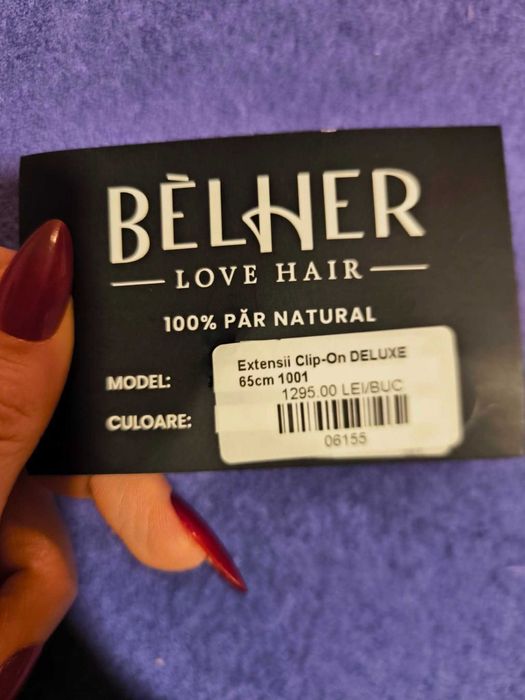 BÈLHER
LOVE HAIR
100% PĂR NATURAL
MODEL:
Extensii Clip-On DELUXE
65cm 1001
1295.00 LEI/BUC
CULOARE:
06155